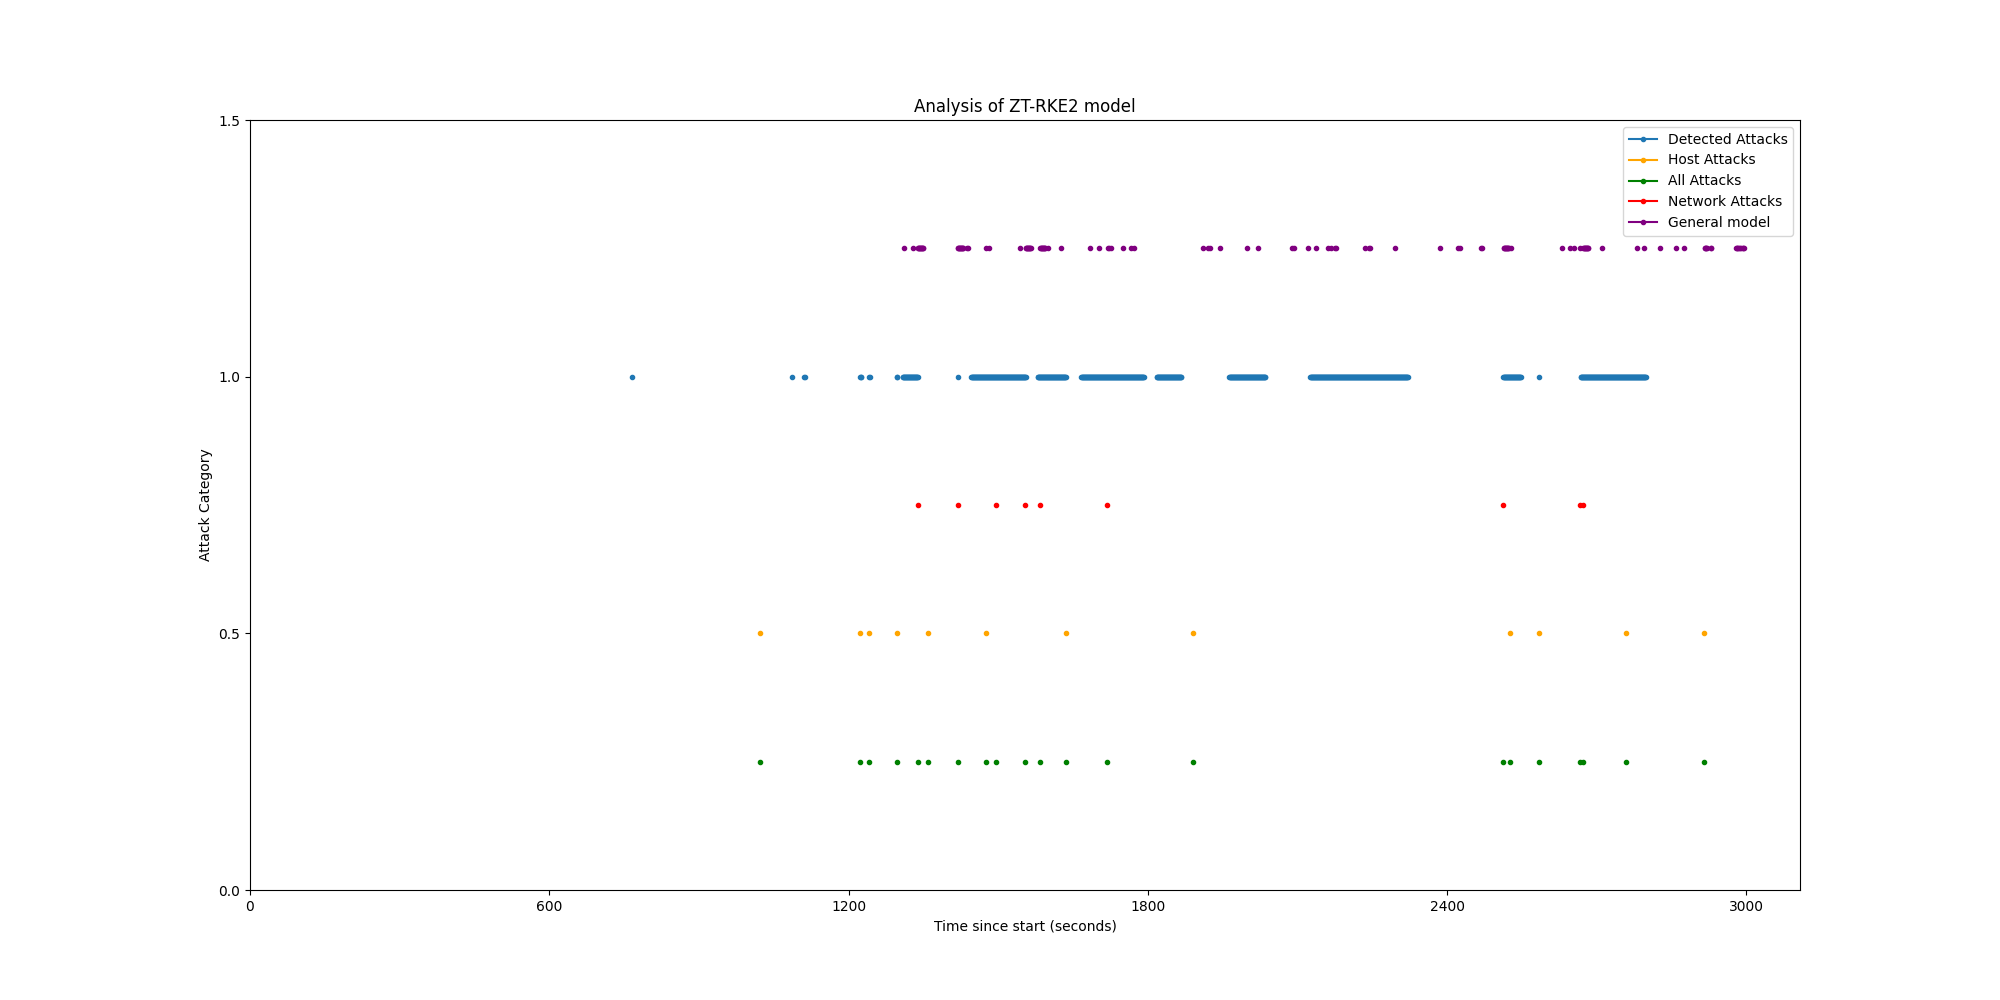 Analysis of ZT-RKE2 model
1.5
1.0
0.5
0.0
Attack Category
Detected Attacks
Host Attacks
All Attacks
Network Attacks
General model
0 600 1200 1800 2400 3000
Time since start (seconds)